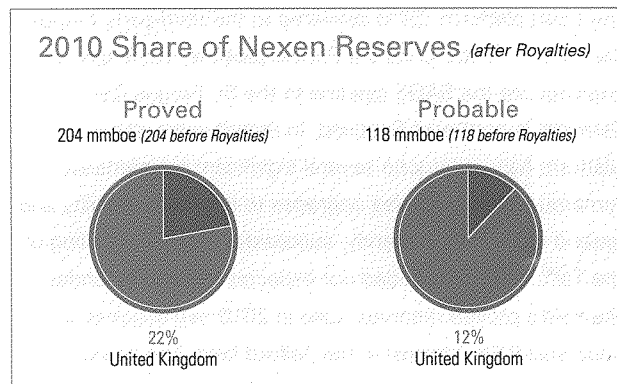 2010 Share of Nexen Reserves (after Royalties)
Proved
204 mmboe (204 before Royalties)
22%
United Kingdom
Probable
118 mmboe (118 before Royalties)
12%
United Kingdom